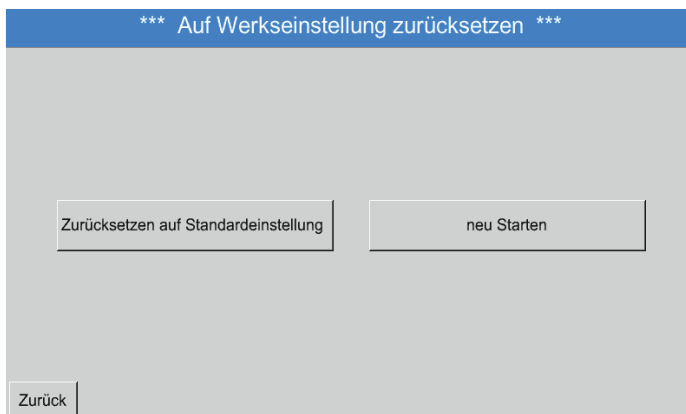 *** Auf Werkseinstellung zurücksetzen ***
Zurücksetzen auf Standardeinstellung
neu Starten
Zurück